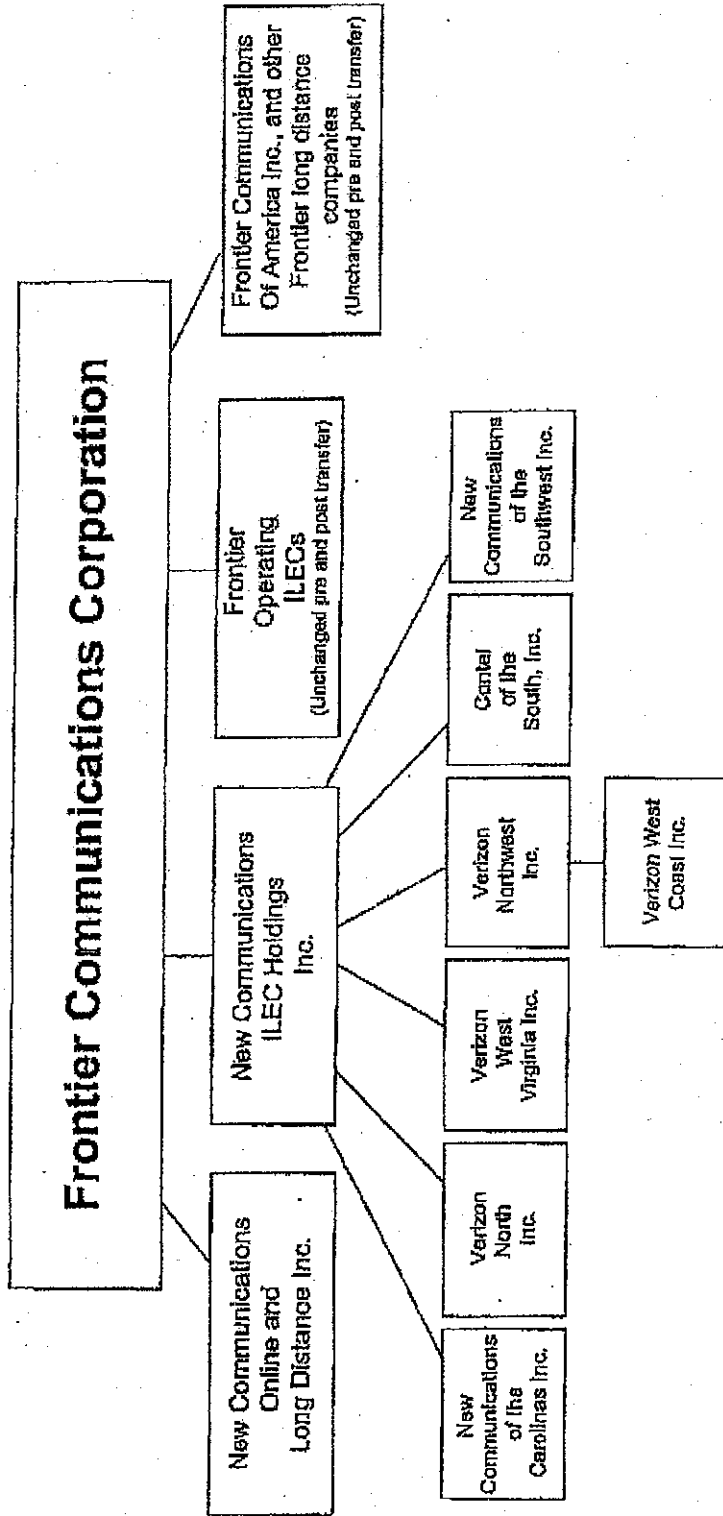 Frontier Communications Corporation
New Communications
Online and
Long Distance Inc.
New Communications
ILEC Holdings
Inc.
Frontier
Operating
ILECs
(Unchanged pre and post transfer)
Frontier Communications
Of America Inc., and other
Frontier long distance
companies
(Unchanged pre and post transfer)
New
Communications
of the
Carolinas Inc.
Verizon
North
Inc.
Verizon
West
Virginia Inc.
Verizon
Northwest
Inc.
Contel
of the
South, Inc.
New
Communications
of the
Southwest Inc.
Verizon West
Coast Inc.